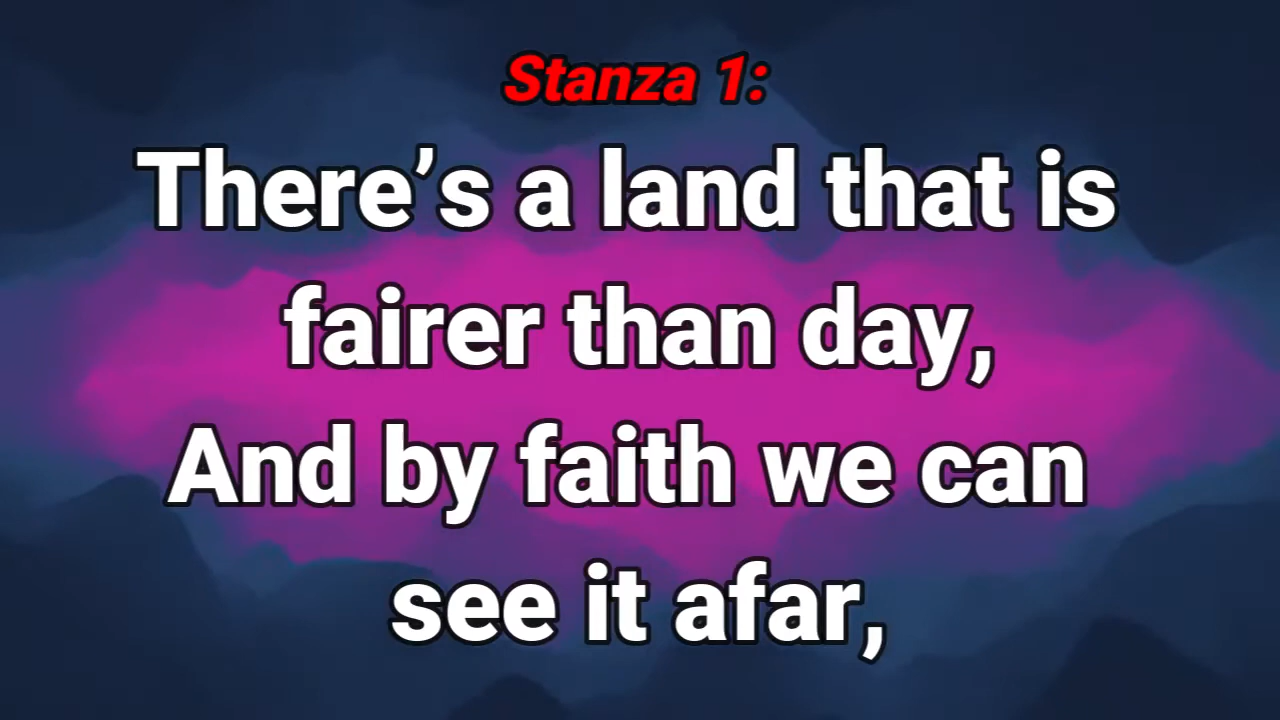 Stanza 1:
There’s a land that is
fairer than day,
And by faith we can
see it afar,